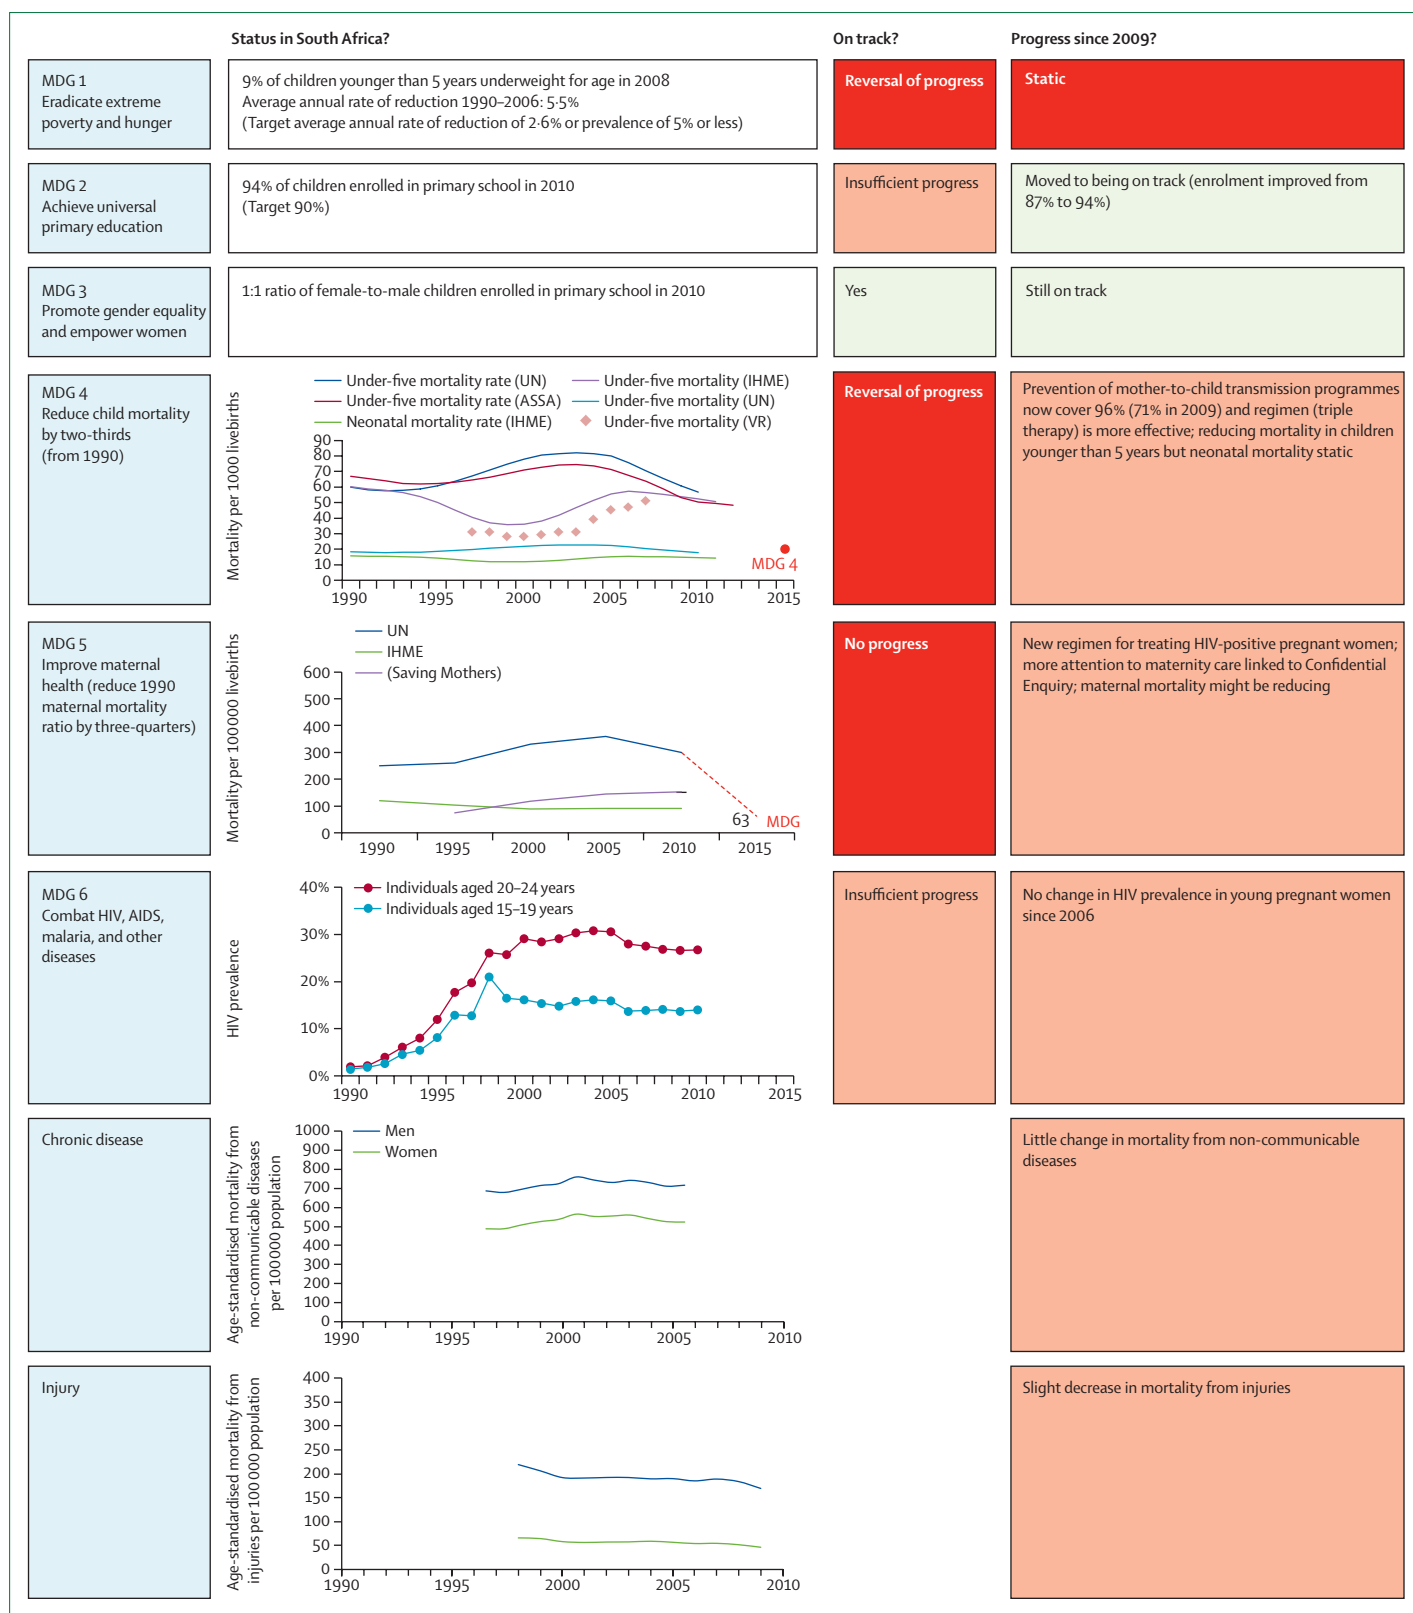 Status in South Africa?
On track?
Progress since 2009?
MDG 1
Eradicate extreme
poverty and hunger
9% of children younger than 5 years underweight for age in 2008
Average annual rate of reduction 1990–2006: 5·5%
(Target average annual rate of reduction of 2·6% or prevalence of 5% or less)
Reversal of progress
Static
MDG 2
Achieve universal
primary education
94% of children enrolled in primary school in 2010
(Target 90%)
Insufficient progress
Moved to being on track (enrolment improved from
87% to 94%)
MDG 3
Promote gender equality
and empower women
1:1 ratio of female-to-male children enrolled in primary school in 2010
Yes
Still on track
MDG 4
Reduce child mortality
by two-thirds
(from 1990)
Mortality per 1000 livebirths
Under-five mortality rate (UN)
Under-five mortality rate (ASSA)
Neonatal mortality rate (IHME)
Under-five mortality (IHME)
Under-five mortality (UN)
Under-five mortality (VR)
90
80
70
60
50
40
30
20
10
0
MDG 4
1990
1995
2000
2005
2010
2015
Reversal of progress
Prevention of mother-to-child transmission programmes
now cover 96% (71% in 2009) and regimen (triple
therapy) is more effective; reducing mortality in children
younger than 5 years but neonatal mortality static
MDG 5
Improve maternal
health (reduce 1990
maternal mortality
ratio by three-quarters)
Mortality per 100 000 livebirths
UN
IHME
(Saving Mothers)
600
500
400
300
200
100
0
63
MDG
1990
1995
2000
2005
2010
2015
No progress
New regimen for treating HIV-positive pregnant women;
more attention to maternity care linked to Confidential
Enquiry; maternal mortality might be reducing
MDG 6
Combat HIV, AIDS,
malaria, and other
diseases
HIV prevalence
Individuals aged 20–24 years
Individuals aged 15–19 years
40%
30%
20%
10%
0%
1990
1995
2000
2005
2010
2015
Insufficient progress
No change in HIV prevalence in young pregnant women
since 2006
Chronic disease
Age-standardised mortality from
non-communicable diseases
per 100 000 population
Men
Women
1000
900
800
700
600
500
400
300
200
100
0
1990
1995
2000
2005
2010
Little change in mortality from non-communicable
diseases
Injury
Age-standardised mortality from
injuries per 100 000 population
400
350
300
250
200
150
100
50
0
1990
1995
2000
2005
2010
Slight decrease in mortality from injuries